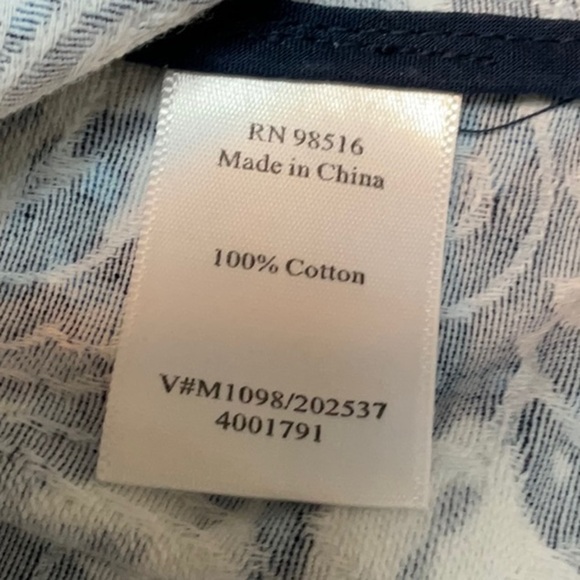 RN 98516
Made in China
100% Cotton
V#M1098/202537
4001791